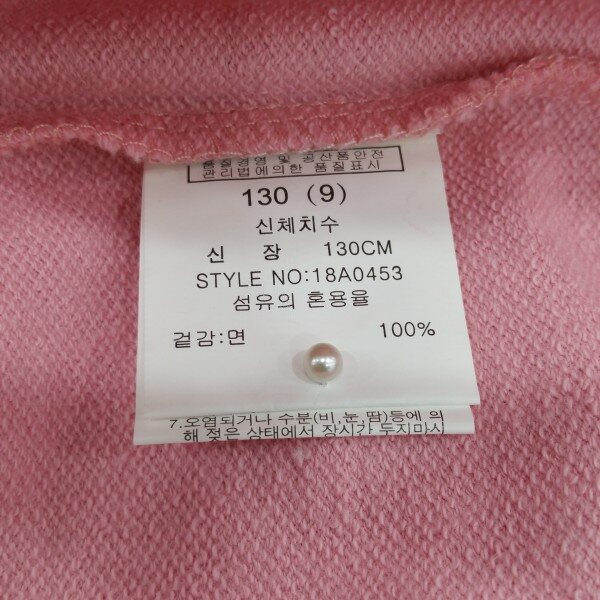 품질경영 및 공산품안전
관리법에의한 품질표시
130 (9)
신체치수
신 장 130CM
STYLE NO:18A0453
섬유의 혼용율
겉감:면 100%
7.오염되거나 수분(비,눈,땀)등에 의
해 젖은 상태에서 장시간 두지마시